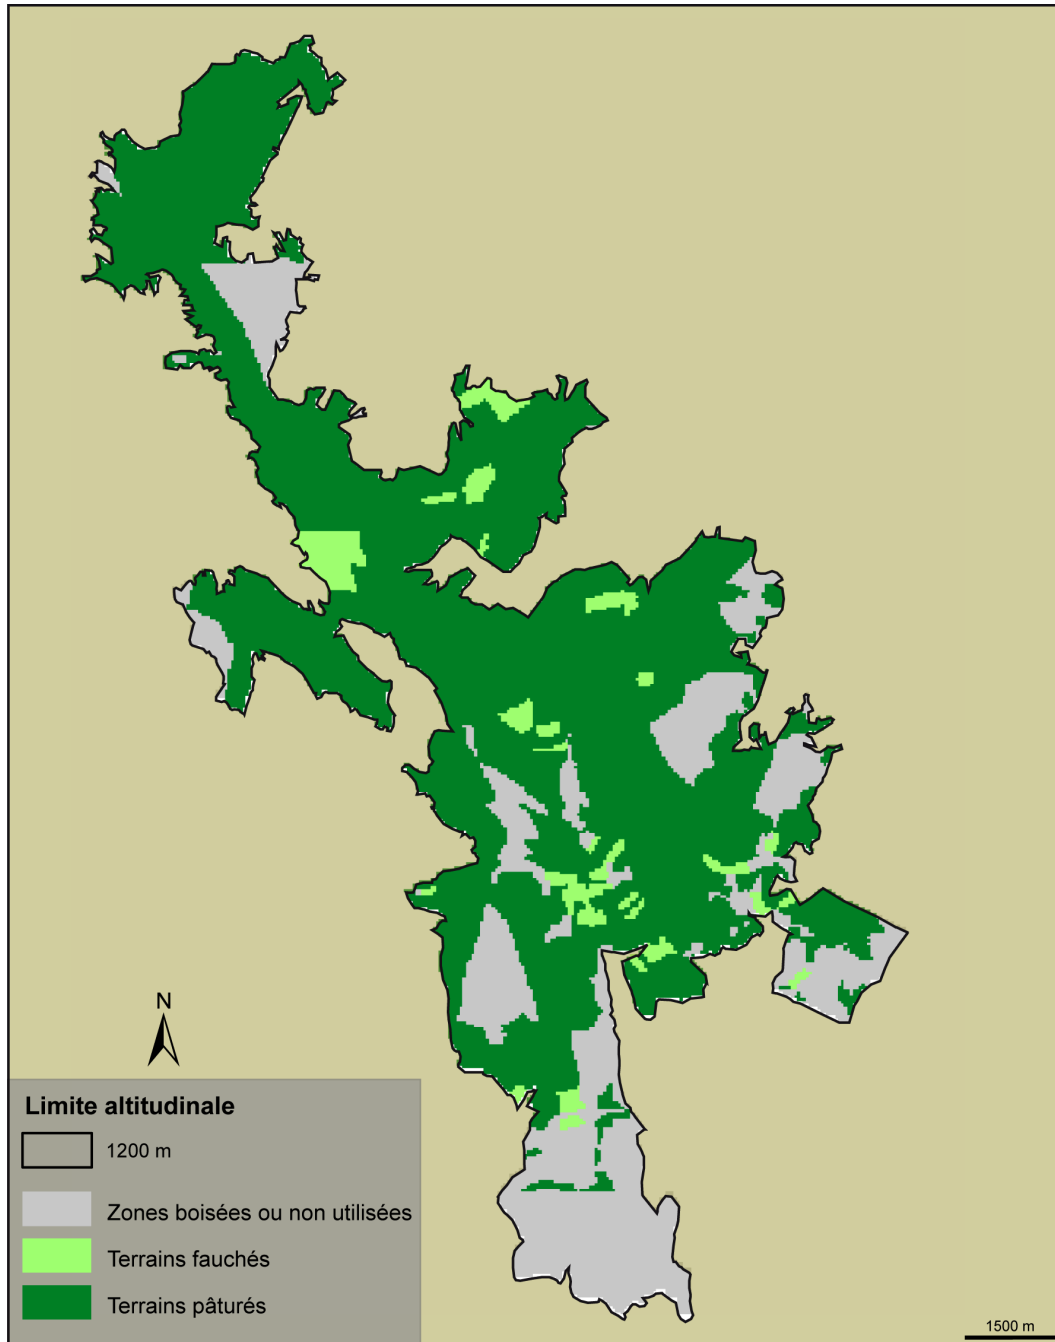 N
Limite altitudinale
1200 m
Zones boisées ou non utilisées
Terrains fauchés
Terrains pâturés
1500 m